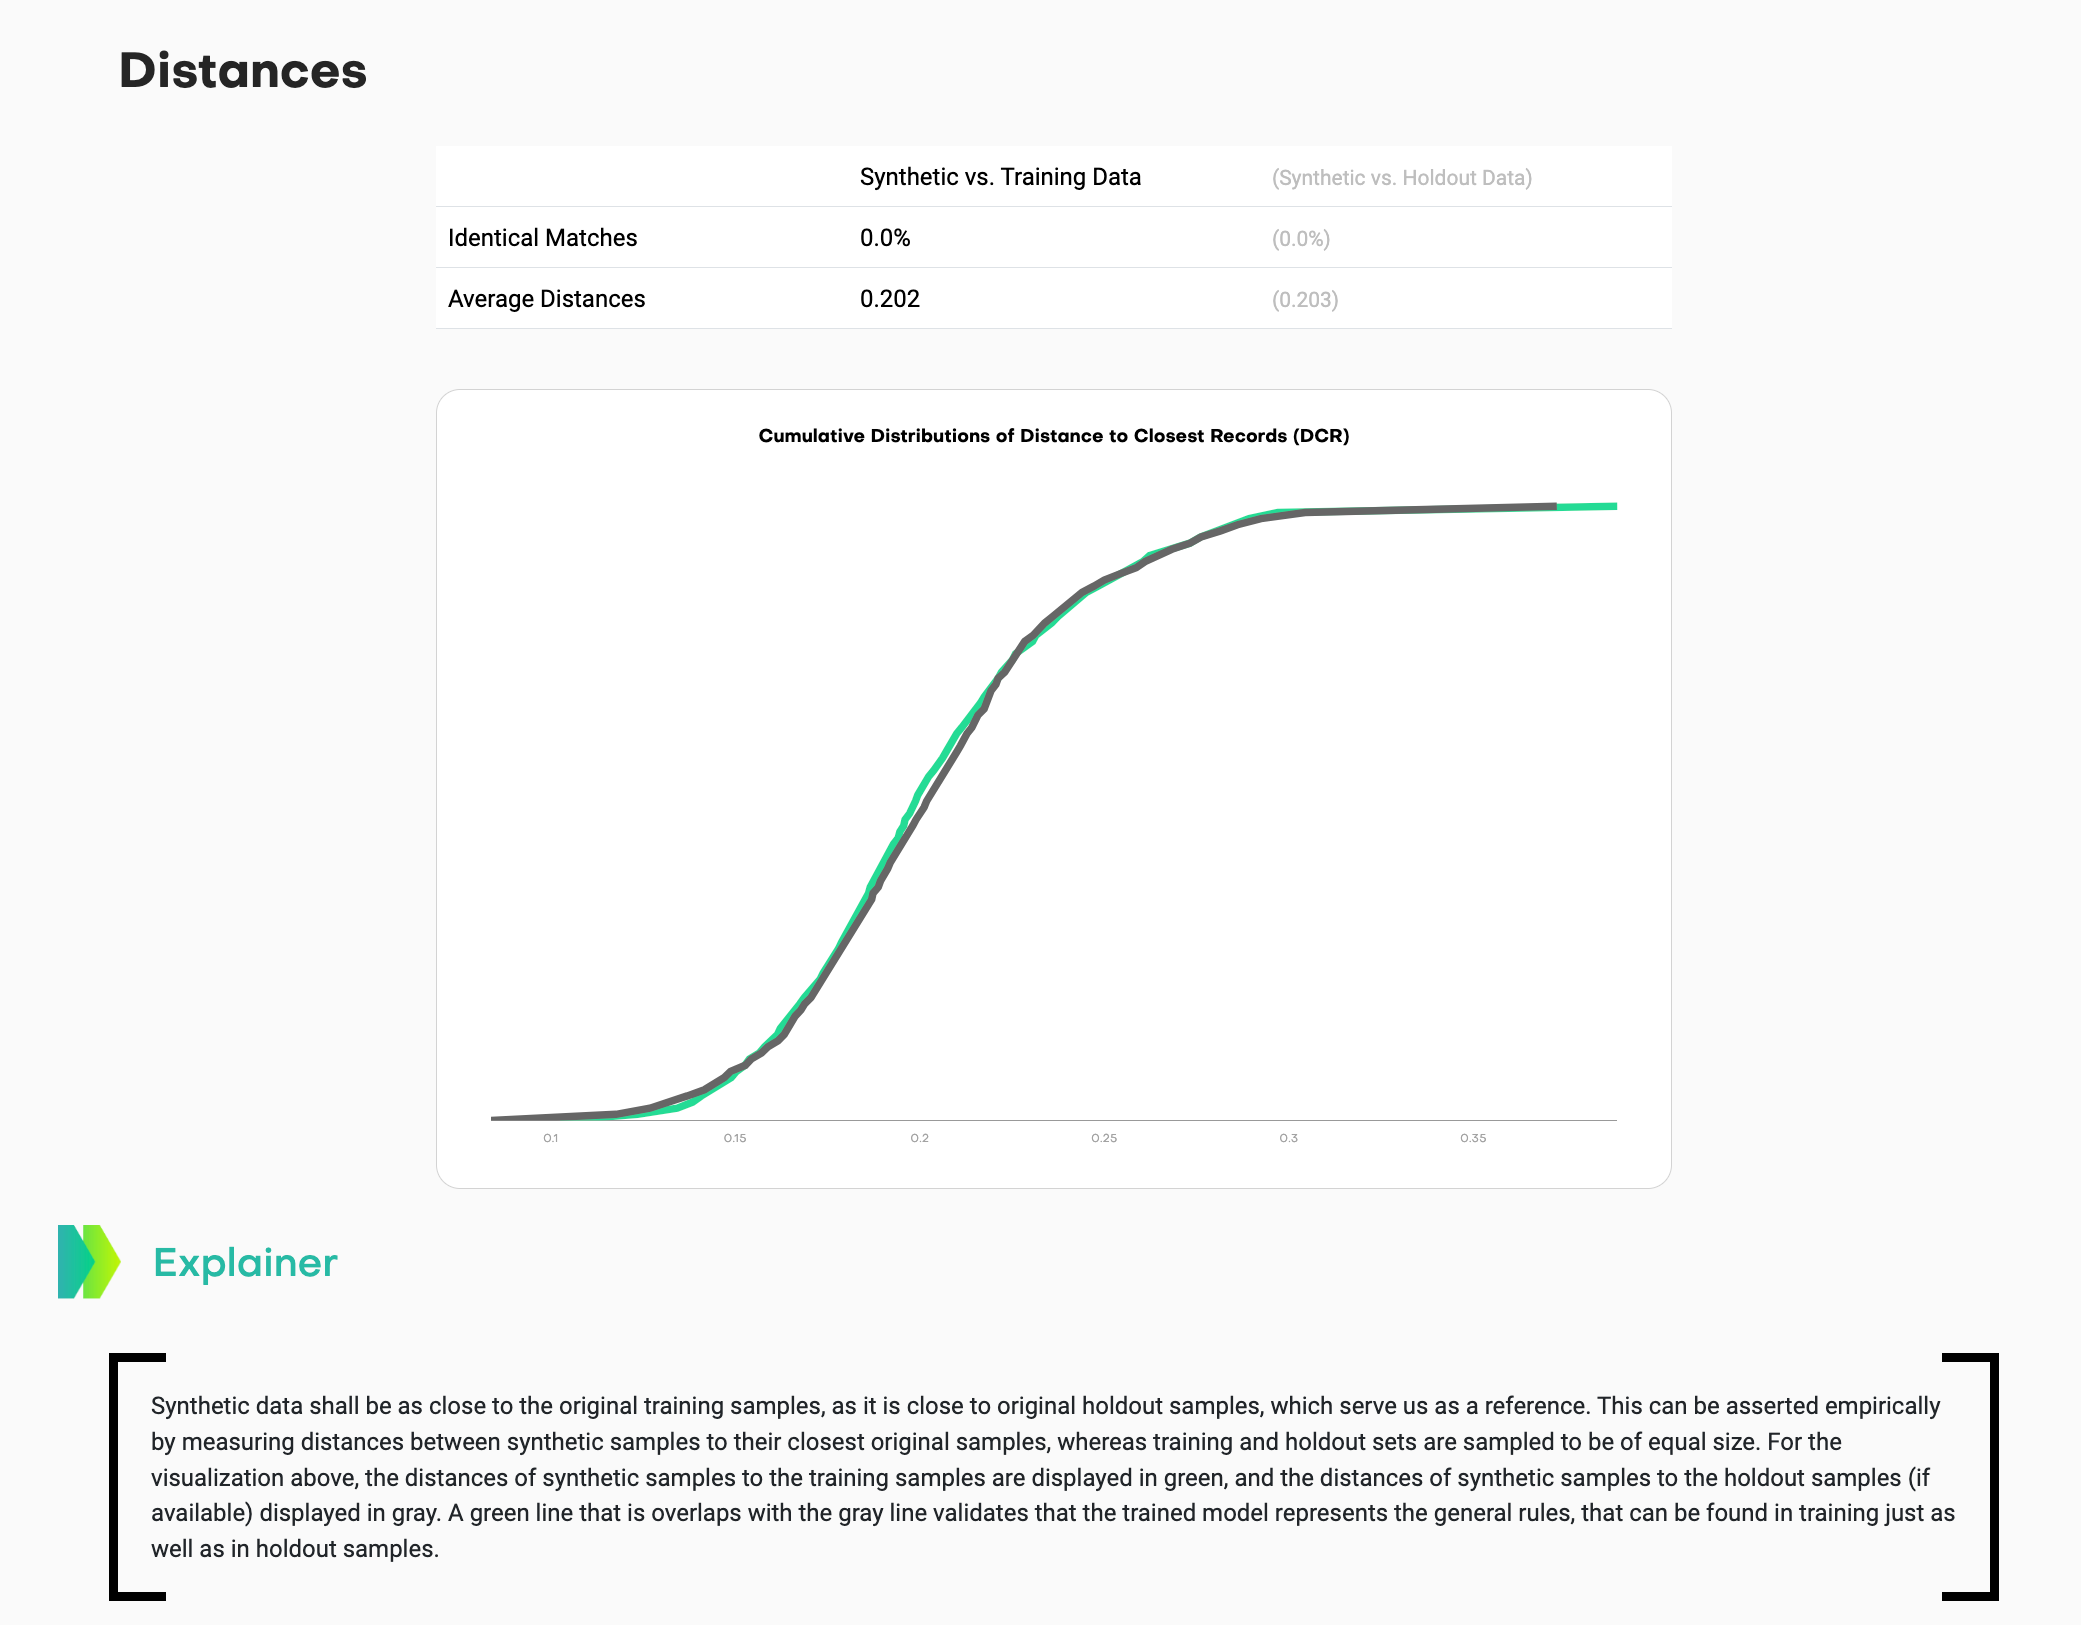 Distances
Synthetic vs. Training Data (Synthetic vs. Holdout Data)
Identical Matches 0.0% (0.0%)
Average Distances 0.202 (0.203)
Cumulative Distributions of Distance to Closest Records (DCR)
0.1 0.15 0.2 0.25 0.3 0.35
Explainer
Synthetic data shall be as close to the original training samples, as it is close to original holdout samples, which serve us as a reference. This can be asserted empirically
by measuring distances between synthetic samples to their closest original samples, whereas training and holdout sets are sampled to be of equal size. For the
visualization above, the distances of synthetic samples to the training samples are displayed in green, and the distances of synthetic samples to the holdout samples (if
available) displayed in gray. A green line that is overlaps with the gray line validates that the trained model represents the general rules, that can be found in training just as
well as in holdout samples.